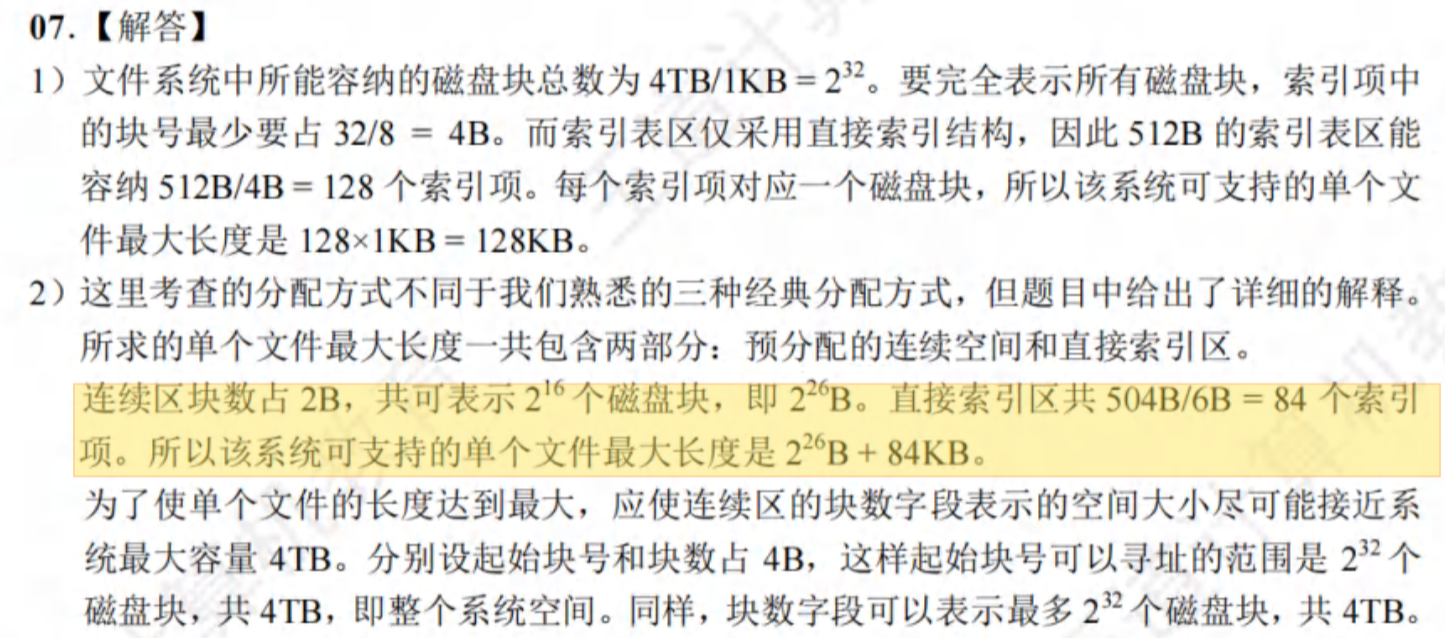 07.【解答】
1）文件系统中所能容纳的磁盘块总数为 4TB/1KB = 2³²。要完全表示所有磁盘块，索引项中
的块号最少要占 32/8 = 4B。而索引表区仅采用直接索引结构，因此 512B 的索引表区能
容纳 512B/4B = 128 个索引项。每个索引项对应一个磁盘块，所以该系统可支持的单个文
件最大长度是 128×1KB = 128KB。
2）这里考查的分配方式不同于我们熟悉的三种经典分配方式，但题目中给出了详细的解释。
所求的单个文件最大长度一共包含两部分：预分配的连续空间和直接索引区。
连续区块数占 2B，共可表示 2¹⁶ 个磁盘块，即 2²⁶B。直接索引区共 504B/6B = 84 个索引
项。所以该系统可支持的单个文件最大长度是 2²⁶B + 84KB。
为了使单个文件的长度达到最大，应使连续区的块数字段表示的空间大小尽可能接近系
统最大容量 4TB。分别设起始块号和块数占 4B，这样起始块号可以寻址的范围是 2³² 个
磁盘块，共 4TB，即整个系统空间。同样，块数字段可以表示最多 2³² 个磁盘块，共 4TB。